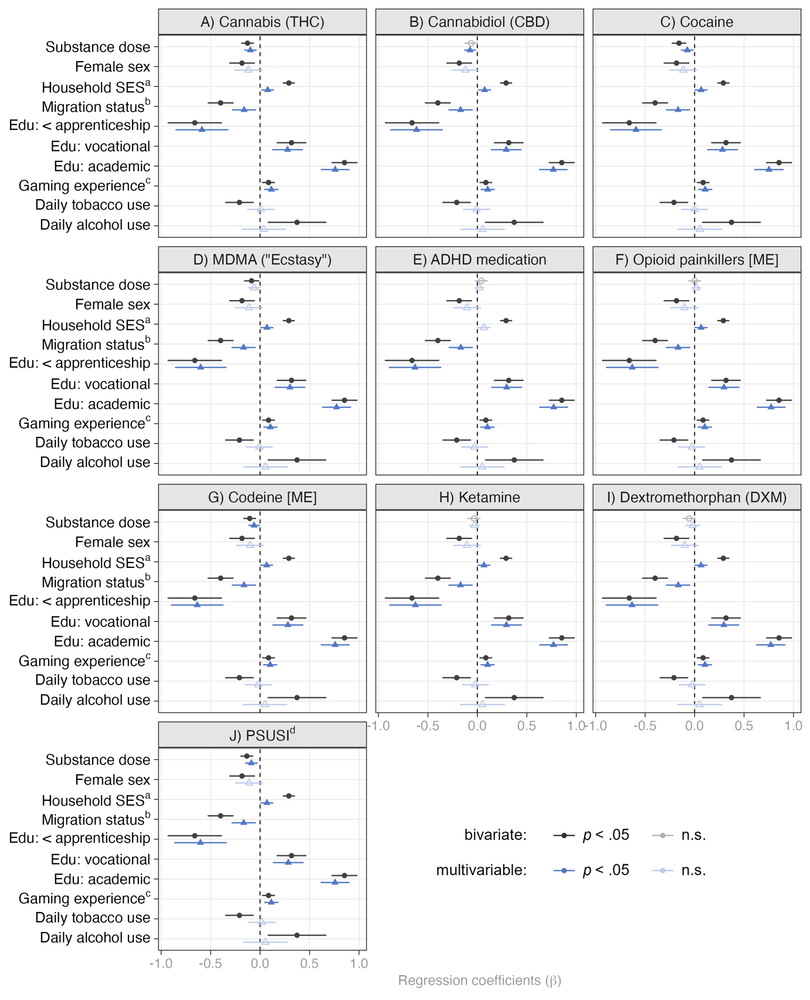 A) Cannabis (THC)
B) Cannabidiol (CBD)
C) Cocaine
Substance dose
Female sex
Household SESa
Migration statusb
Edu: < apprenticeship
Edu: vocational
Edu: academic
Gaming experiencec
Daily tobacco use
Daily alcohol use
D) MDMA ("Ecstasy")
E) ADHD medication
F) Opioid painkillers [ME]
Substance dose
Female sex
Household SESa
Migration statusb
Edu: < apprenticeship
Edu: vocational
Edu: academic
Gaming experiencec
Daily tobacco use
Daily alcohol use
G) Codeine [ME]
H) Ketamine
I) Dextromethorphan (DXM)
Substance dose
Female sex
Household SESa
Migration statusb
Edu: < apprenticeship
Edu: vocational
Edu: academic
Gaming experiencec
Daily tobacco use
Daily alcohol use
-1.0 -0.5 0.0 0.5 1.0
-1.0 -0.5 0.0 0.5 1.0
J) PSUSId
Substance dose
Female sex
Household SESa
Migration statusb
Edu: < apprenticeship
Edu: vocational
Edu: academic
Gaming experiencec
Daily tobacco use
Daily alcohol use
-1.0 -0.5 0.0 0.5 1.0
bivariate: p < .05 n.s.
multivariable: p < .05 n.s.
Regression coefficients (β)